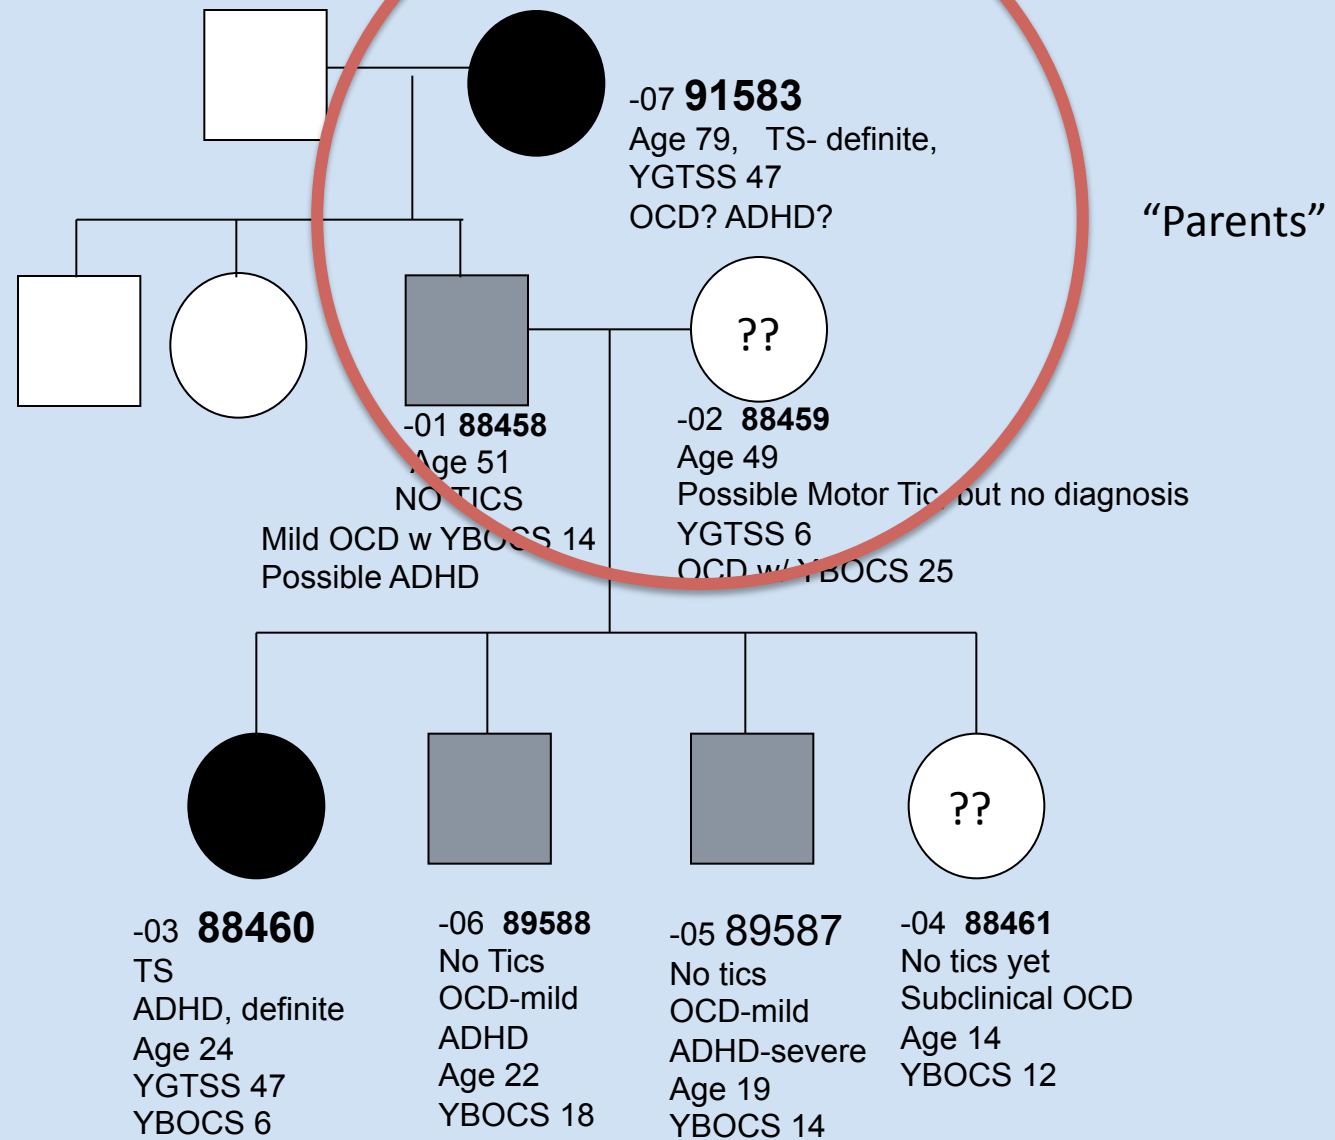 -07 91583
Age 79, TS- definite,
YGTSS 47
OCD? ADHD?
“Parents”
??
-01 88458
Age 51
NO TICS
Mild OCD w YBOCS 14
Possible ADHD
-02 88459
Age 49
Possible Motor Tic, but no diagnosis
YGTSS 6
OCD w/ YBOCS 25
??
-03 88460
TS
ADHD, definite
Age 24
YGTSS 47
YBOCS 6
-06 89588
No Tics
OCD-mild
ADHD
Age 22
YBOCS 18
-05 89587
No tics
OCD-mild
ADHD-severe
Age 19
YBOCS 14
-04 88461
No tics yet
Subclinical OCD
Age 14
YBOCS 12